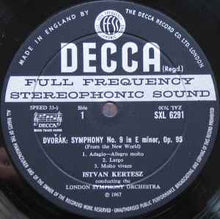 MADE IN ENGLAND
THE DECCA RECORD CO. LTD.
DECCA
(Regd.)
FULL FREQUENCY
STEREOPHONIC SOUND
SPEED 33⅓
Side
1
SXL 6291
DVOŘÁK: SYMPHONY No. 9 in E minor, Op. 95
(From the New World)
1. Adagio—Allegro molto
2. Largo
3. Molto vivace
ISTVAN KERTESZ
conducting the
LONDON SYMPHONY ORCHESTRA
℗ 1967